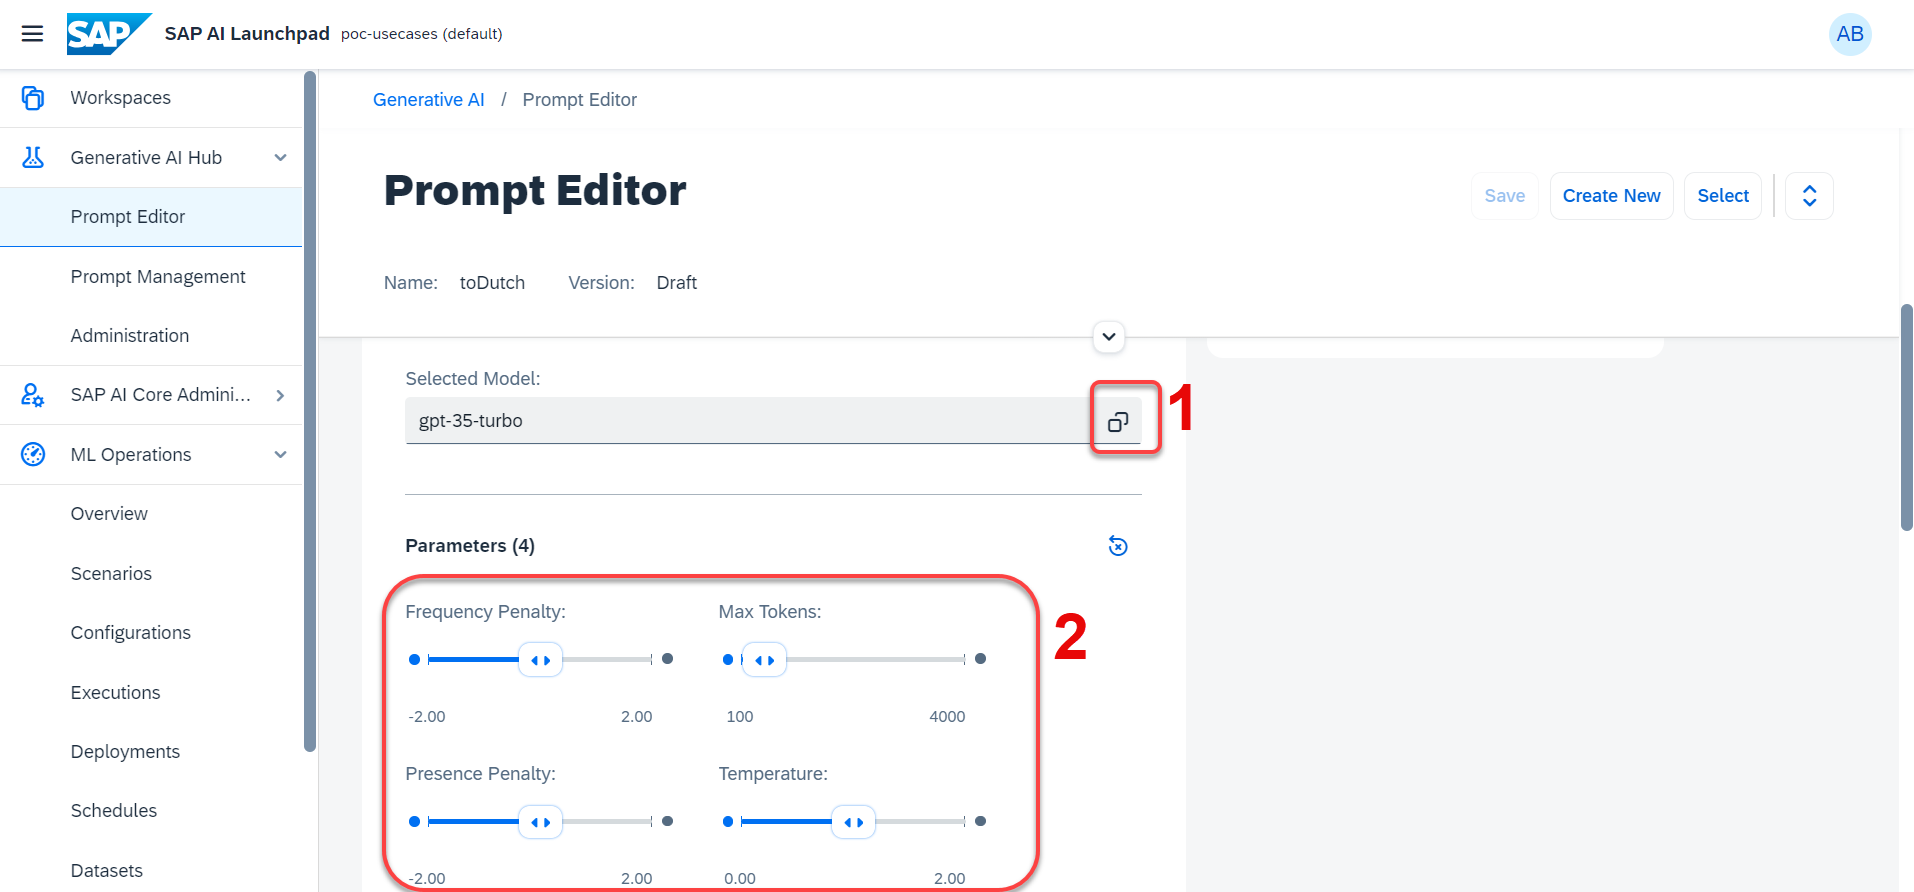 SAP
SAP AI Launchpad poc-usecases (default)
AB
Workspaces
Generative AI Hub
Prompt Editor
Prompt Management
Administration
SAP AI Core Admini...
ML Operations
Overview
Scenarios
Configurations
Executions
Deployments
Schedules
Datasets
Generative AI / Prompt Editor
Prompt Editor
Save Create New Select
Name: toDutch Version: Draft
Selected Model:
gpt-35-turbo
1
Parameters (4)
2
Frequency Penalty: Max Tokens:
-2.00 2.00 100 4000
Presence Penalty: Temperature:
-2.00 2.00 0.00 2.00